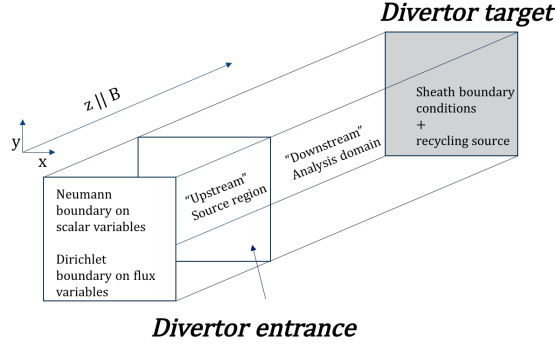 Divertor target
z || B
y
x
Sheath boundary
conditions
+
recycling source
"Downstream"
Analysis domain
"Upstream"
Source region
Neumann
boundary on
scalar variables
Dirichlet
boundary on flux
variables
Divertor entrance